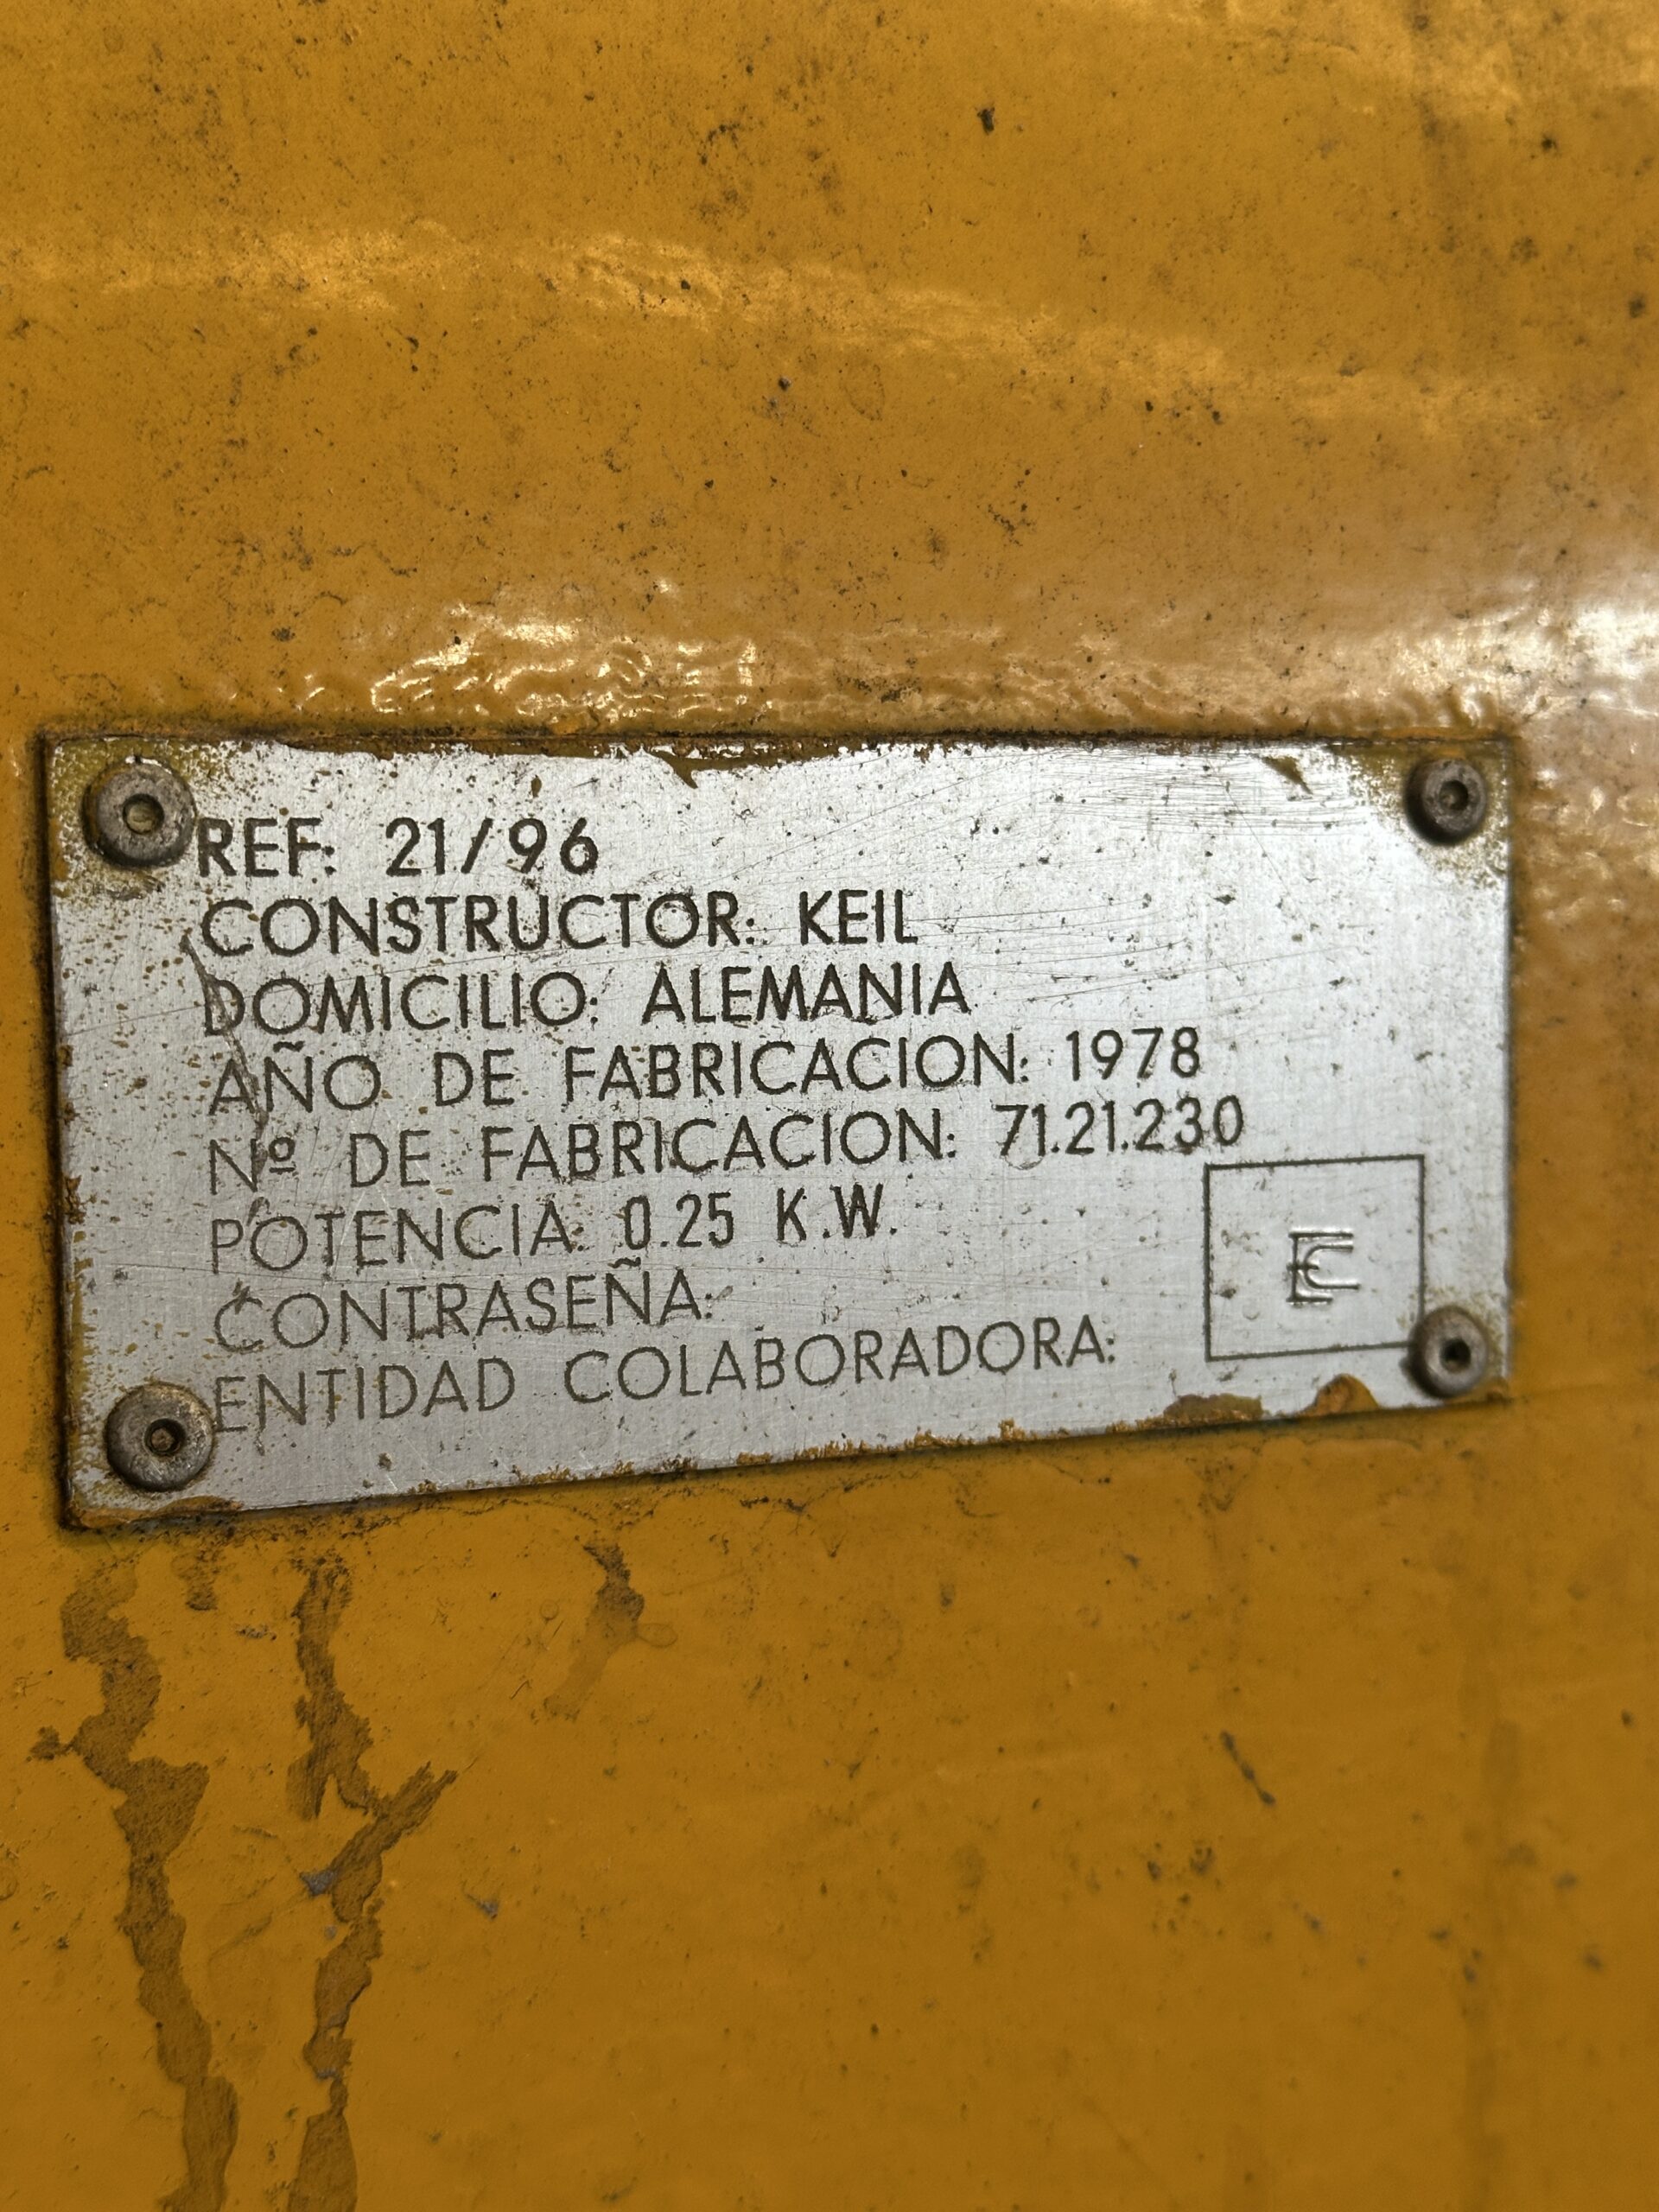 REF: 21/96
CONSTRUCTOR: KEIL
DOMICILIO: ALEMANIA
AÑO DE FABRICACION: 1978
Nº DE FABRICACION: 71.21.230
POTENCIA: 0.25 K.W.
CONTRASEÑA:
ENTIDAD COLABORADORA:
EC